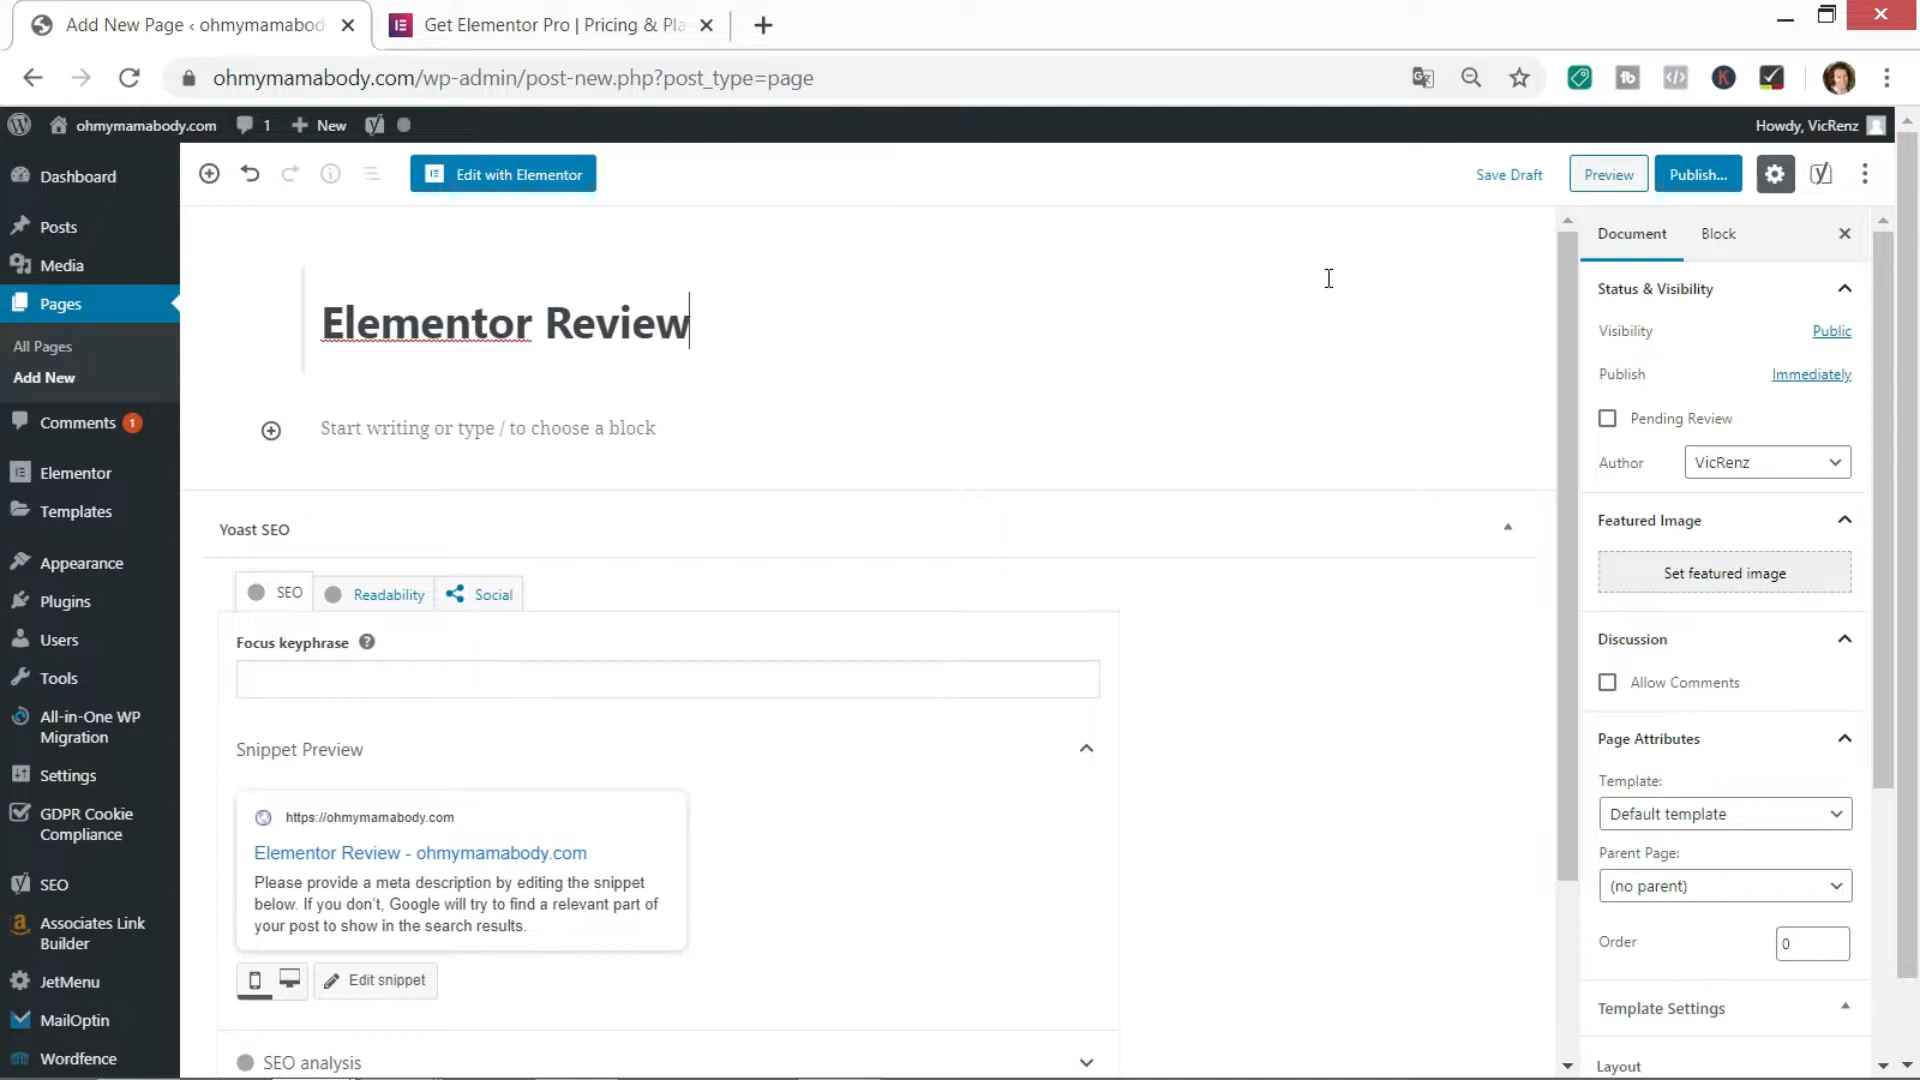 Add New Page ‹ ohmymamabod
Get Elementor Pro | Pricing & Pla
ohmymamabody.com/wp-admin/post-new.php?post_type=page
ohmymamabody.com
1
New
Howdy, VicRenz
Dashboard
Posts
Media
Pages
All Pages
Add New
Comments 1
Elementor
Templates
Appearance
Plugins
Users
Tools
All-in-One WP
Migration
Settings
GDPR Cookie
Compliance
SEO
Associates Link
Builder
JetMenu
MailOptin
Wordfence
Edit with Elementor
Save Draft
Preview
Publish...
Elementor Review
Start writing or type / to choose a block
Yoast SEO
SEO
Readability
Social
Focus keyphrase
Snippet Preview
https://ohmymamabody.com
Elementor Review - ohmymamabody.com
Please provide a meta description by editing the snippet
below. If you don't, Google will try to find a relevant part of
your post to show in the search results.
Edit snippet
SEO analysis
Document
Block
Status & Visibility
Visibility
Public
Publish
Immediately
Pending Review
Author
VicRenz
Featured Image
Set featured image
Discussion
Allow Comments
Page Attributes
Template:
Default template
Parent Page:
(no parent)
Order
0
Template Settings
Layout